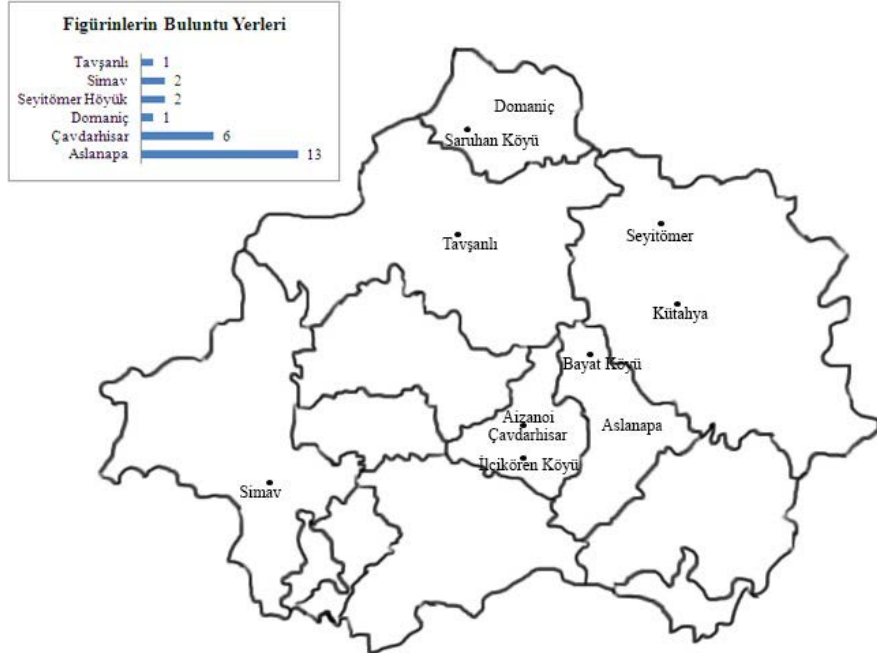 Figürinlerin Buluntu Yerleri
Tavşanlı 1
Simav 2
Seyitömer Höyük 2
Domaniç 1
Çavdarhisar 6
Aslanapa 13
Domaniç
Saruhan Köyü
Tavşanlı
Seyitömer
Kütahya
Bayat Köyü
Aizanoi
Çavdarhisar
Aslanapa
İlçikören Köyü
Simav